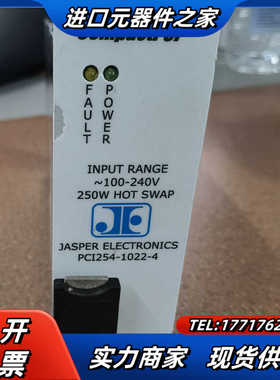 进口元器件之家
CompactPCI
FAULT
POWER
INPUT RANGE
~100-240V
250W HOT SWAP
JE
JASPER ELECTRONICS
PCI254-1022-4
开
票
TEL:1771762
实力商家 现货供